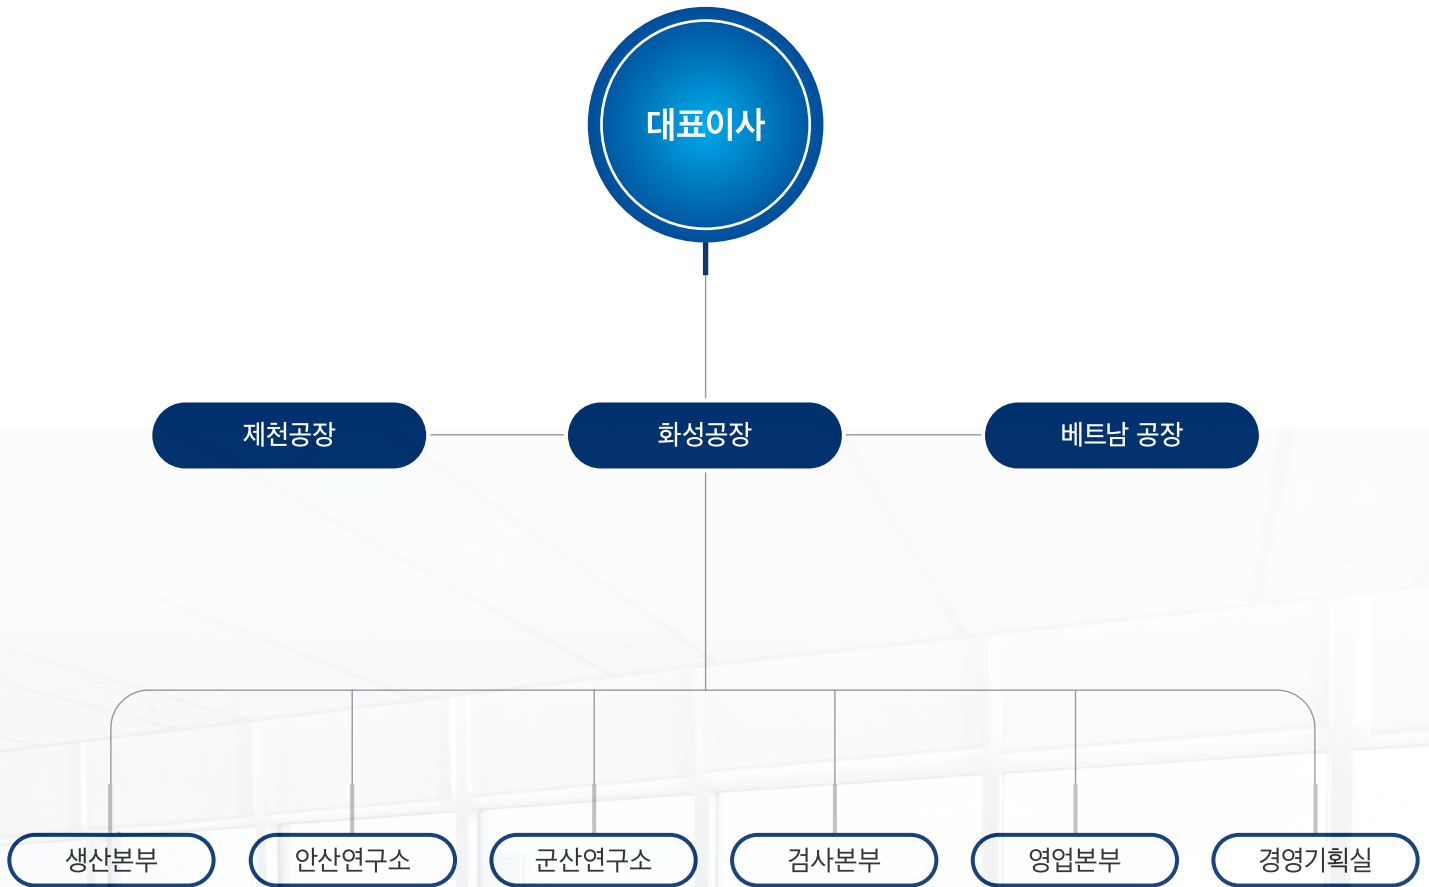 대표이사
제천공장
화성공장
베트남 공장
생산본부
안산연구소
군산연구소
검사본부
영업본부
경영기획실